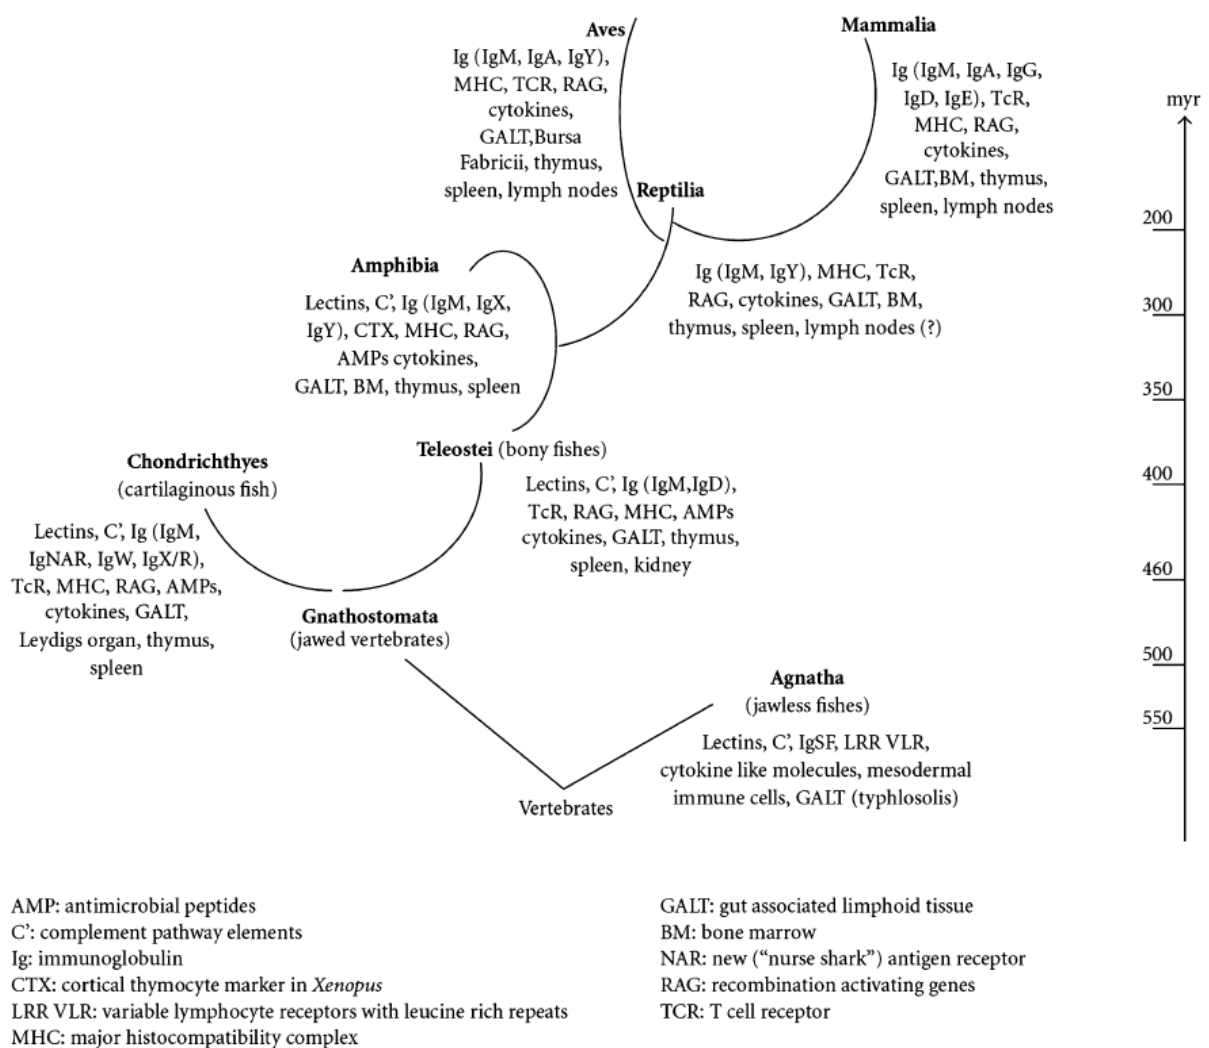 Aves
Ig (IgM, IgA, IgY),
MHC, TCR, RAG,
cytokines,
GALT,Bursa
Fabricii, thymus,
spleen, lymph nodes
Mammalia
Ig (IgM, IgA, IgG,
IgD, IgE), TcR,
MHC, RAG,
cytokines,
GALT,BM, thymus,
spleen, lymph nodes
Reptilia
Ig (IgM, IgY), MHC, TcR,
RAG, cytokines, GALT, BM,
thymus, spleen, lymph nodes (?)
Amphibia
Lectins, C’, Ig (IgM, IgX,
IgY), CTX, MHC, RAG,
AMPs cytokines,
GALT, BM, thymus, spleen
Teleostei (bony fishes)
Lectins, C’, Ig (IgM,IgD),
TcR, RAG, MHC, AMPs
cytokines, GALT, thymus,
spleen, kidney
Chondrichthyes
(cartilaginous fish)
Lectins, C’, Ig (IgM,
IgNAR, IgW, IgX/R),
TcR, MHC, RAG, AMPs,
cytokines, GALT,
Leydigs organ, thymus,
spleen
Gnathostomata
(jawed vertebrates)
Agnatha
(jawless fishes)
Lectins, C’, IgSF, LRR VLR,
cytokine like molecules, mesodermal
immune cells, GALT (typhlosolis)
Vertebrates
myr
200
300
350
400
460
500
550
AMP: antimicrobial peptides
C’: complement pathway elements
Ig: immunoglobulin
CTX: cortical thymocyte marker in Xenopus
LRR VLR: variable lymphocyte receptors with leucine rich repeats
MHC: major histocompatibility complex
GALT: gut associated limphoid tissue
BM: bone marrow
NAR: new (“nurse shark”) antigen receptor
RAG: recombination activating genes
TCR: T cell receptor